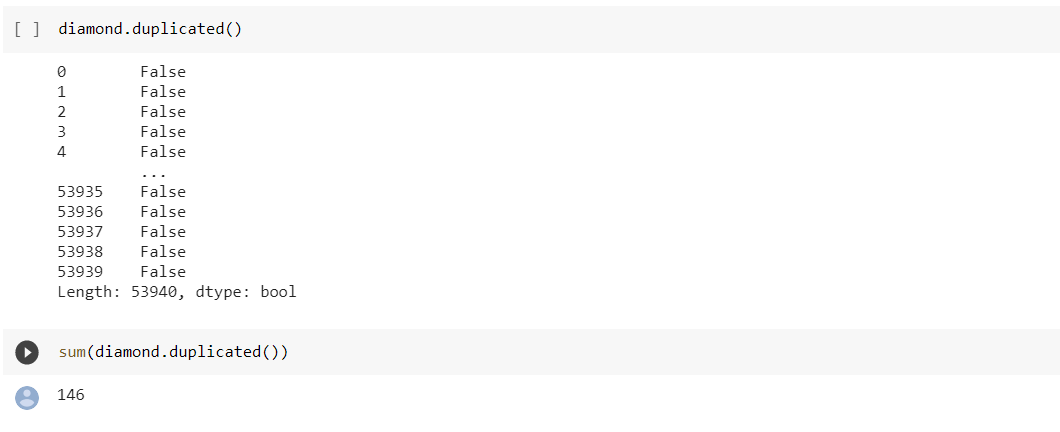 [ ] diamond.duplicated()
0 False
1 False
2 False
3 False
4 False
...
53935 False
53936 False
53937 False
53938 False
53939 False
Length: 53940, dtype: bool
sum(diamond.duplicated())
146